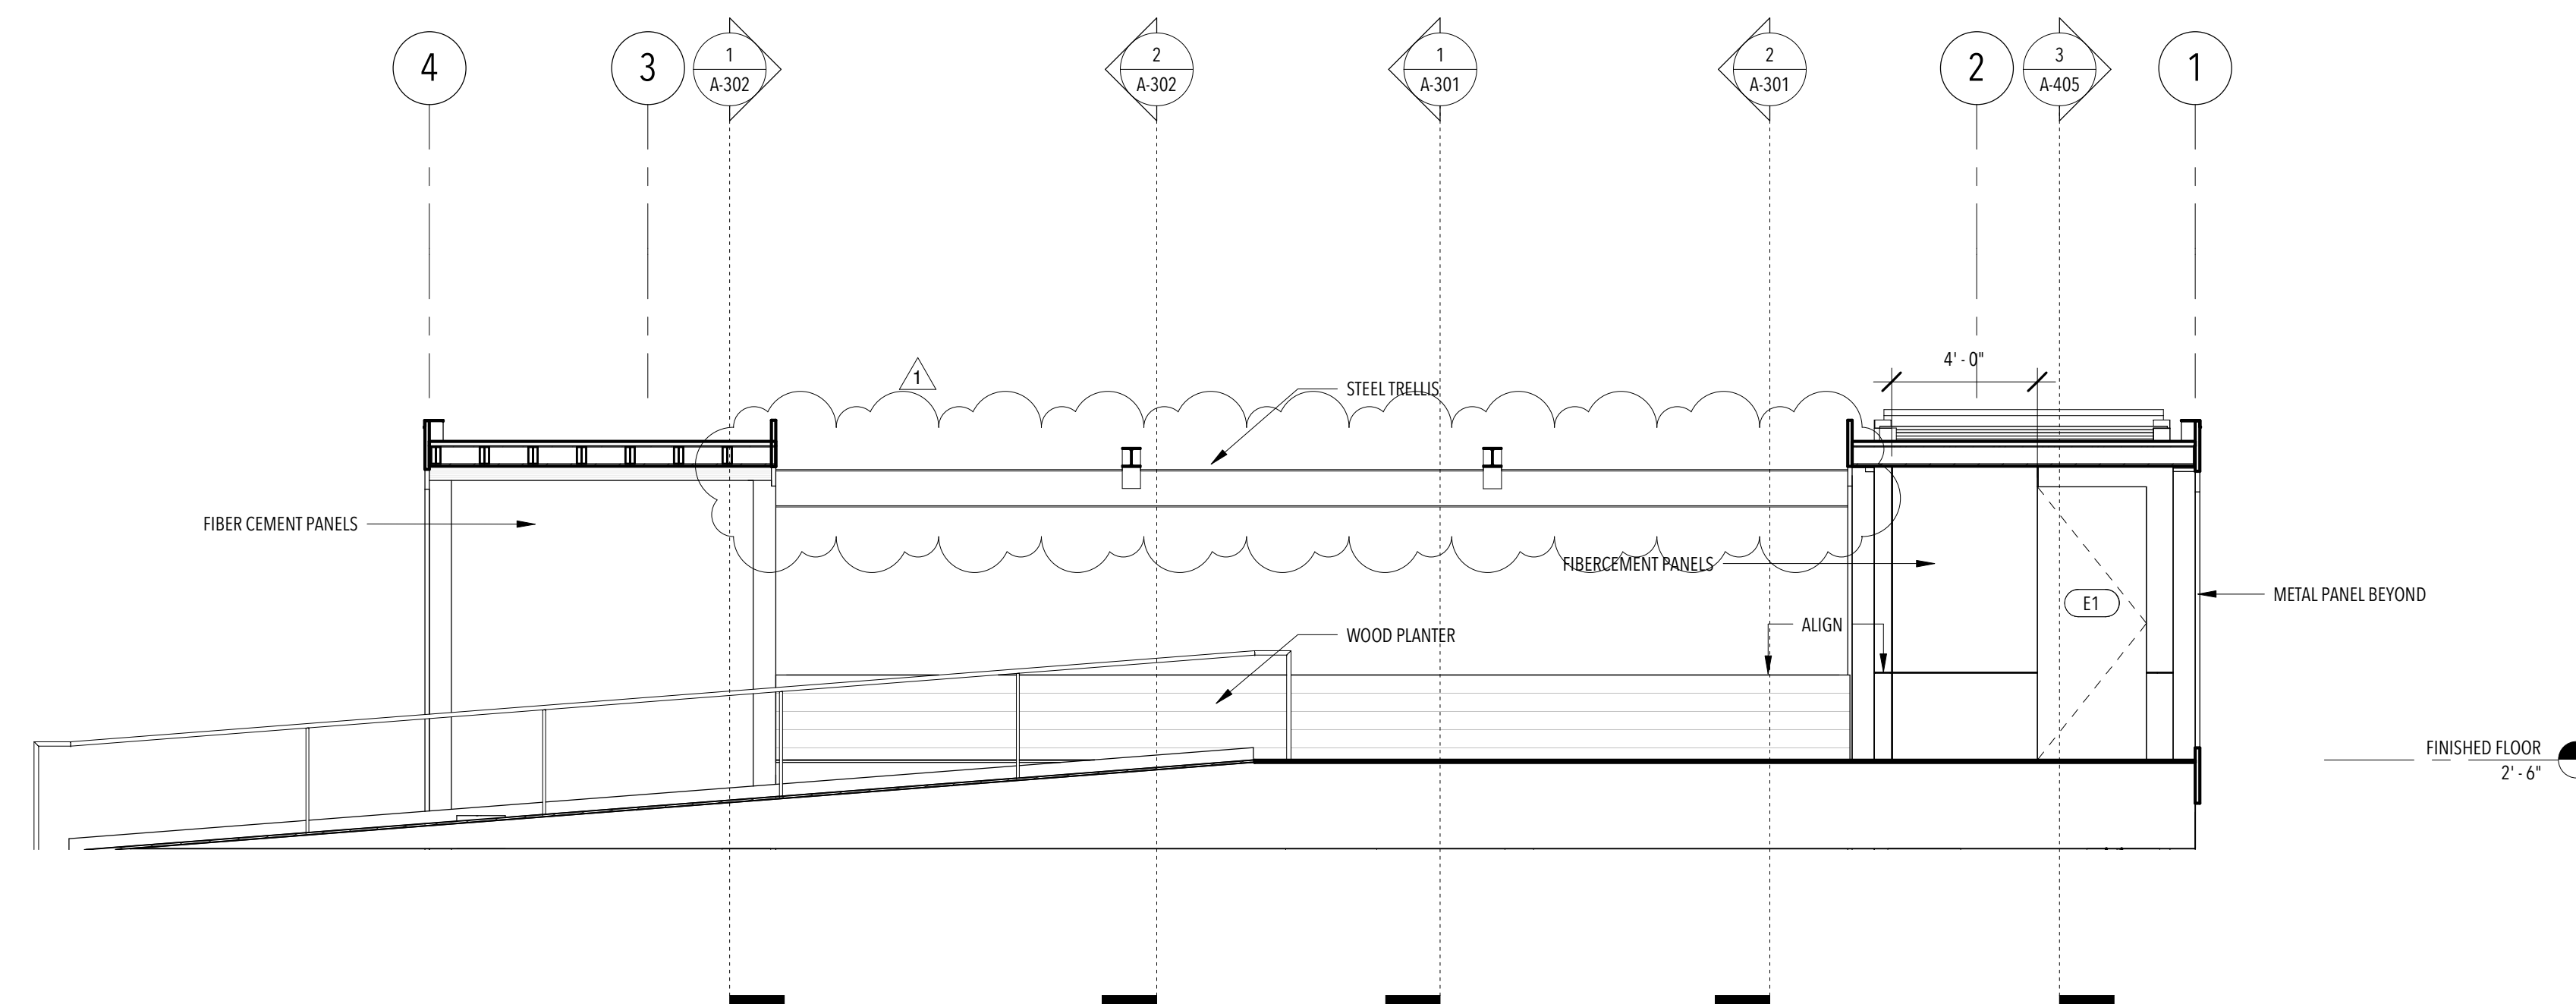 4
3
1
A-302
2
A-302
1
A-301
2
A-301
2
3
A-405
1
4' - 0"
1
STEEL TRELLIS
FIBER CEMENT PANELS
FIBERCEMENT PANELS
E1
METAL PANEL BEYOND
ALIGN
WOOD PLANTER
FINISHED FLOOR
2' - 6"